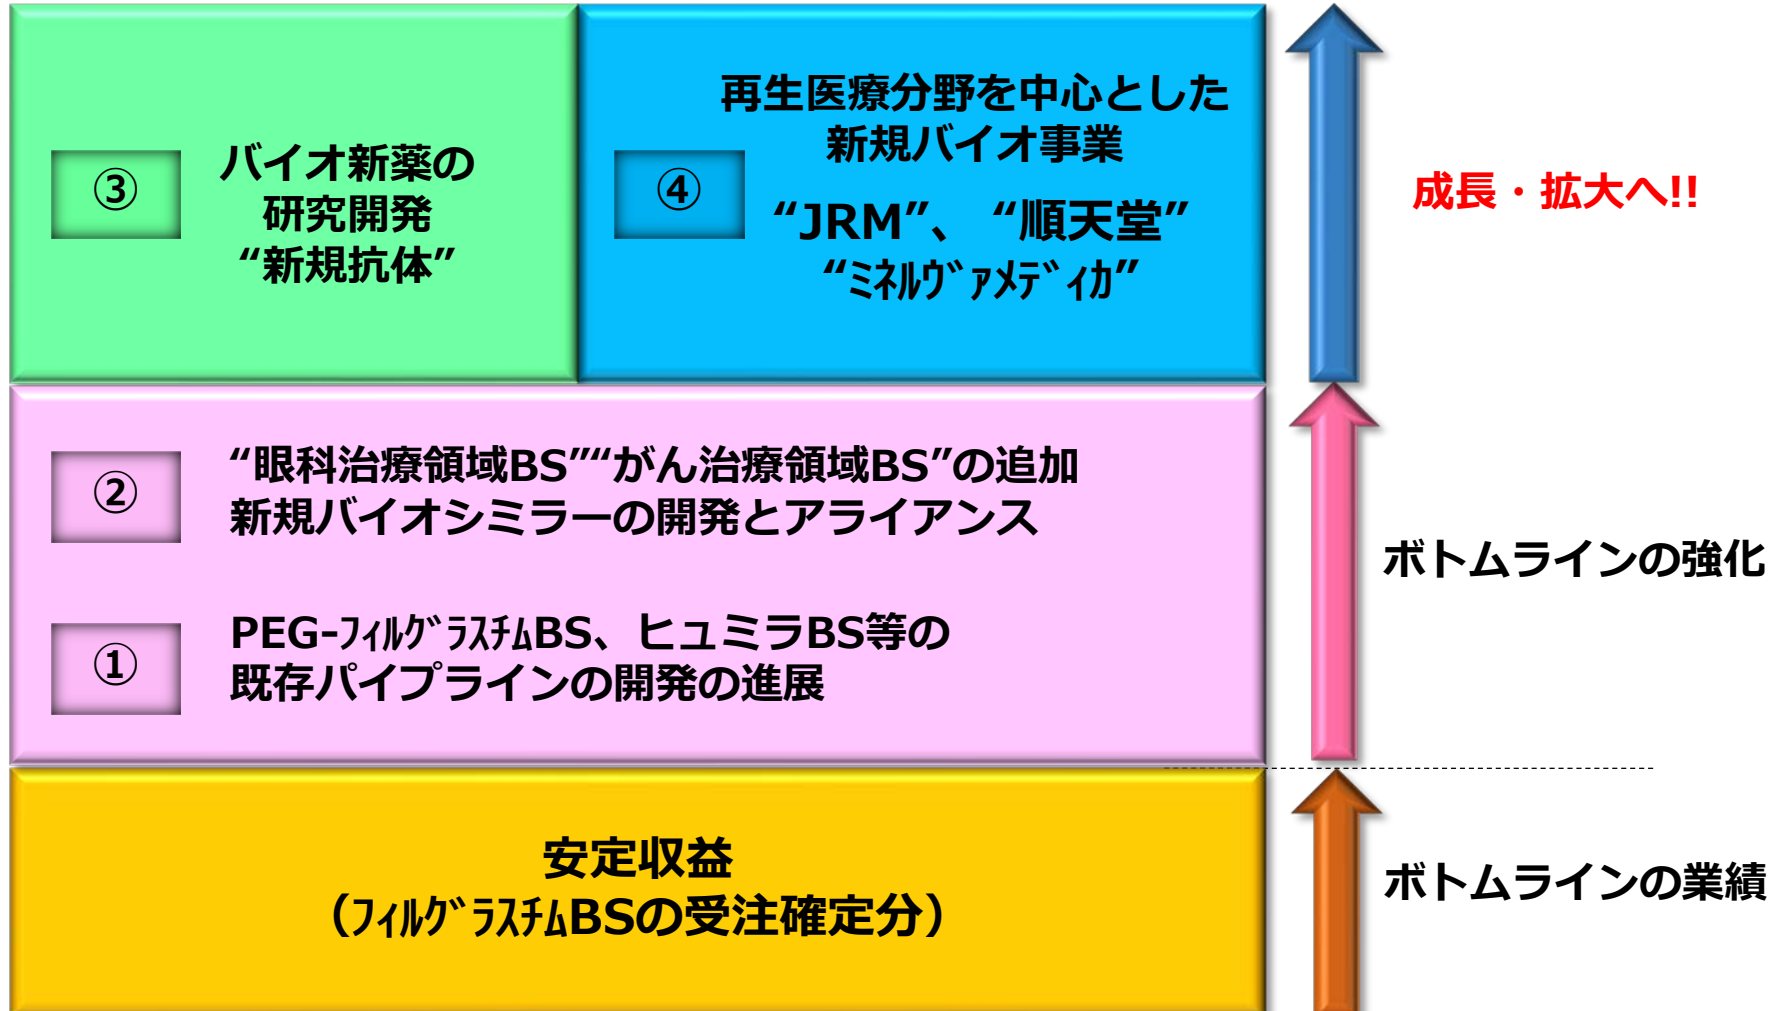 ③
バイオ新薬の
研究開発
“新規抗体”
④
再生医療分野を中心とした
新規バイオ事業
“JRM”、 “順天堂”
“ミネルヴァメディカ”
成長・拡大へ!!
②
“眼科治療領域BS”“がん治療領域BS”の追加
新規バイオシミラーの開発とアライアンス
①
PEG-フィルグラスチムBS、ヒュミラBS等の
既存パイプラインの開発の進展
ボトムラインの強化
安定収益
(フィルグラスチムBSの受注確定分)
ボトムラインの業績